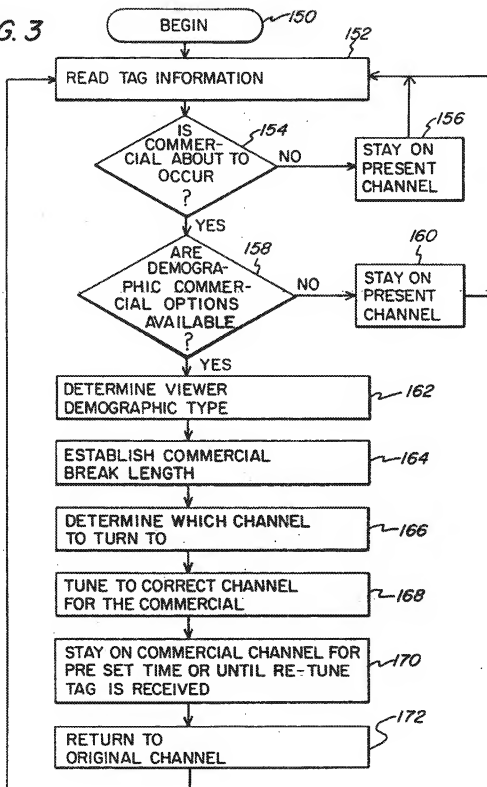 G. 3
BEGIN
150
152
READ TAG INFORMATION
IS
COMMER-
CIAL ABOUT TO
OCCUR
?
154
NO
156
STAY ON
PRESENT
CHANNEL
YES
ARE
DEMOGRA-
PHIC COMMER-
CIAL OPTIONS
AVAILABLE
?
158
NO
160
STAY ON
PRESENT
CHANNEL
YES
DETERMINE VIEWER
DEMOGRAPHIC TYPE
162
ESTABLISH COMMERCIAL
BREAK LENGTH
164
DETERMINE WHICH CHANNEL
TO TURN TO
166
TUNE TO CORRECT CHANNEL
FOR THE COMMERCIAL
168
STAY ON COMMERCIAL CHANNEL FOR
PRE SET TIME OR UNTIL RE-TUNE
TAG IS RECEIVED
170
RETURN TO
ORIGINAL CHANNEL
172